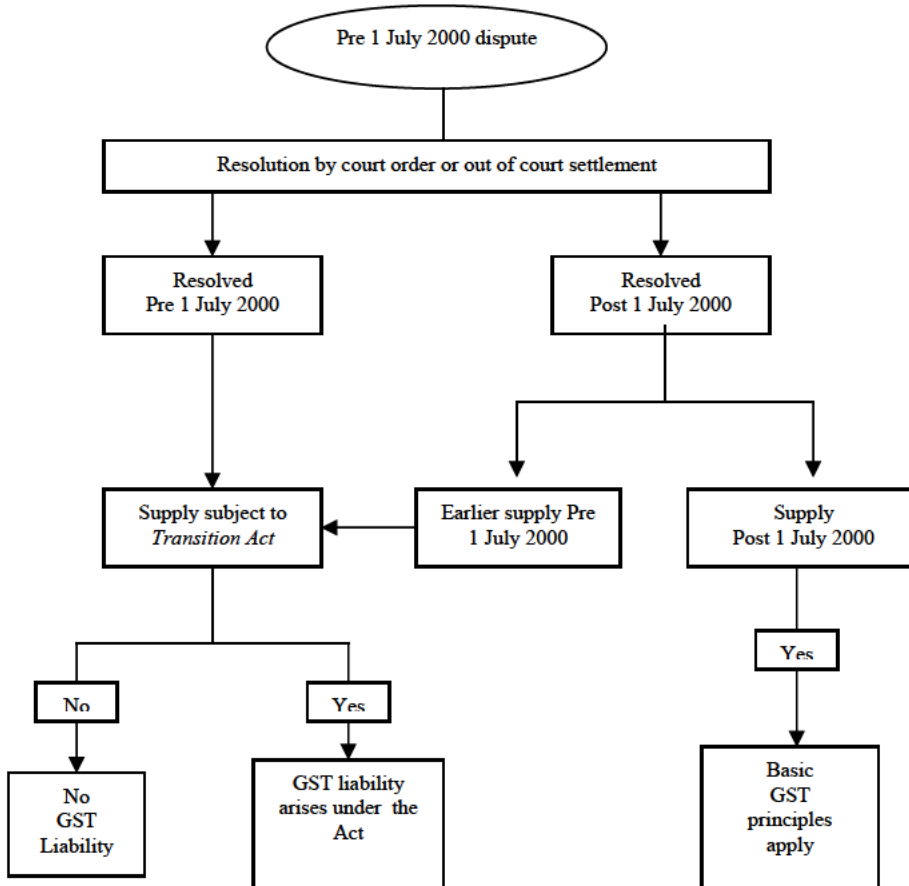 Pre 1 July 2000 dispute
Resolution by court order or out of court settlement
Resolved
Pre 1 July 2000
Resolved
Post 1 July 2000
Supply subject to
Transition Act
Earlier supply Pre
1 July 2000
Supply
Post 1 July 2000
No
Yes
Yes
No
GST
Liability
GST liability
arises under the
Act
Basic
GST
principles
apply